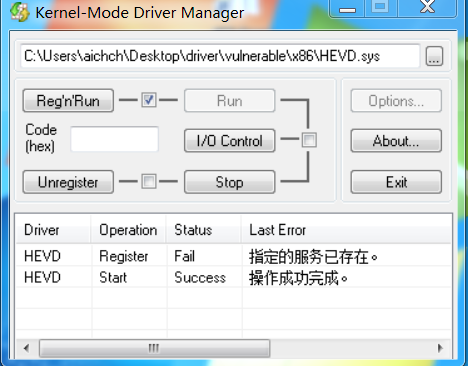 Kernel-Mode Driver Manager
C:\Users\aichch\Desktop\driver\vulnerable\x86\HEVD.sys ...
Reg'n'Run Run Options...
Code (hex) I/O Control About...
Unregister Stop Exit
Driver Operation Status Last Error
HEVD Register Fail 指定的服务已存在。
HEVD Start Success 操作成功完成。